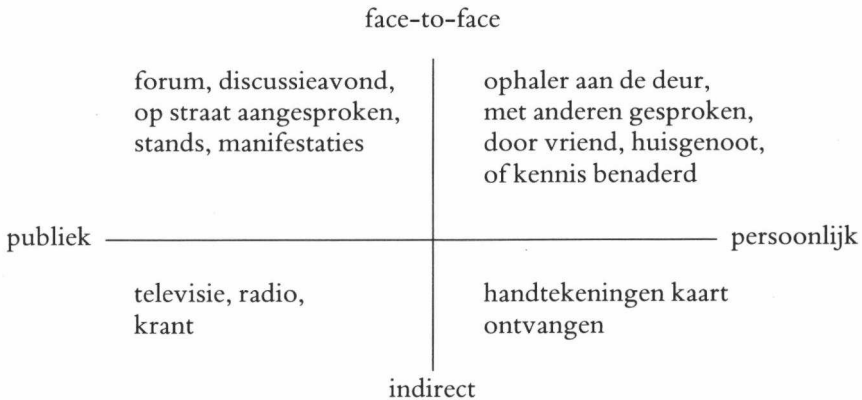 face-to-face
forum, discussieavond,
op straat aangesproken,
stands, manifestaties
ophaler aan de deur,
met anderen gesproken,
door vriend, huisgenoot,
of kennis benaderd
publiek
persoonlijk
televisie, radio,
krant
handtekeningen kaart
ontvangen
indirect